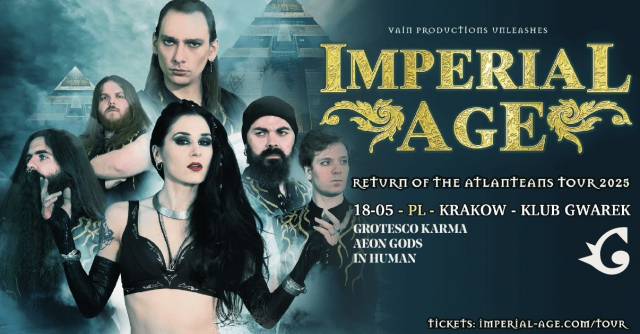 VAIN PRODUCTIONS UNLEASHES
IMPERIAL
AGE
RETURN OF THE ATLANTEANS TOUR 2025
18-05 - PL - KRAKOW - KLUB GWAREK
GROTESCO KARMA
AEON GODS
IN HUMAN
TICKETS: IMPERIAL-AGE.COM/TOUR